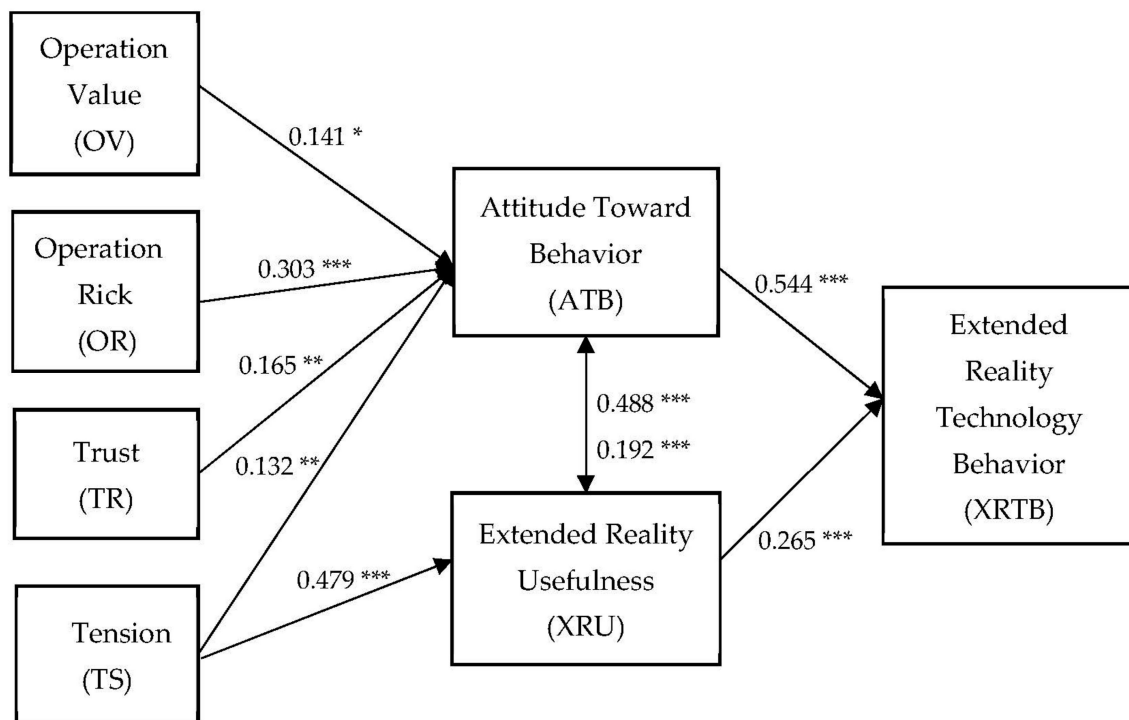 Operation
Value
(OV)
0.141 *
Operation
Rick
(OR)
0.303 ***
Trust
(TR)
0.165 **
Tension
(TS)
0.132 **
0.479 ***
Attitude Toward
Behavior
(ATB)
0.488 ***
0.192 ***
Extended Reality
Usefulness
(XRU)
0.544 ***
0.265 ***
Extended
Reality
Technology
Behavior
(XRTB)